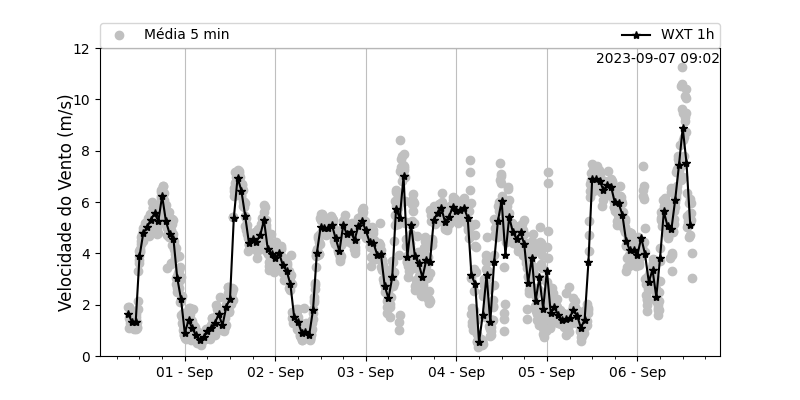 Média 5 min
WXT 1h
2023-09-07 09:02
Velocidade do Vento (m/s)
12
10
8
6
4
2
0
01 - Sep
02 - Sep
03 - Sep
04 - Sep
05 - Sep
06 - Sep